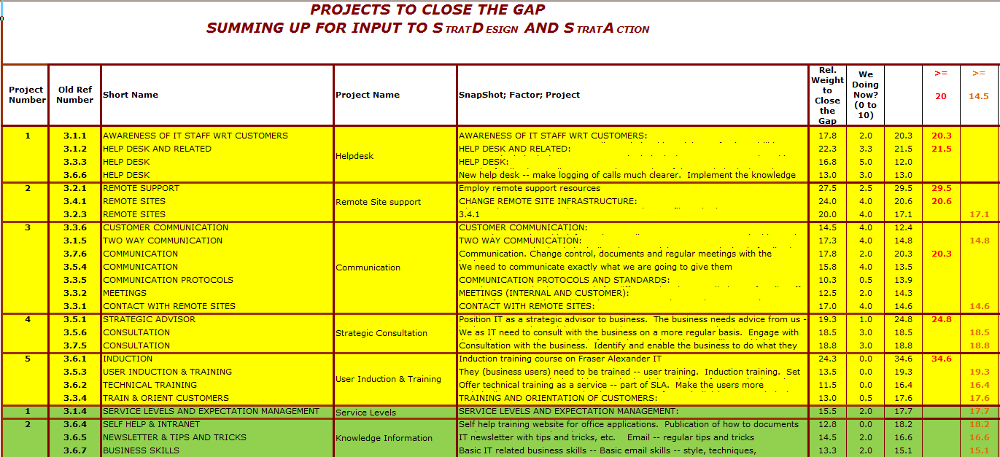 PROJECTS TO CLOSE THE GAP
SUMMING UP FOR INPUT TO STRATDESIGN AND STRATACTION
Project Number Old Ref Number Short Name Project Name SnapShot; Factor; Project Rel. Weight to Close the Gap We Doing Now? (0 to 10) >= 20 >= 14.5
1 3.1.1 AWARENESS OF IT STAFF WRT CUSTOMERS AWARENESS OF IT STAFF WRT CUSTOMERS: 17.8 2.0 20.3 20.3
3.1.2 HELP DESK AND RELATED HELP DESK AND RELATED: 22.3 3.3 21.5 21.5
Helpdesk
3.3.3 HELP DESK HELP DESK: 16.8 5.0 12.0
3.6.6 HELP DESK New help desk -- make logging of calls much clearer. Implement the knowledge 13.0 3.0 13.0
2 3.2.1 REMOTE SUPPORT Employ remote support resources 27.5 2.5 29.5 29.5
3.4.1 REMOTE SITES Remote Site support CHANGE REMOTE SITE INFRASTRUCTURE: 24.0 4.0 20.6 20.6
3.2.3 REMOTE SITES 3.4.1 20.0 4.0 17.1 17.1
3 3.3.6 CUSTOMER COMMUNICATION CUSTOMER COMMUNICATION: 14.5 4.0 12.4
3.1.5 TWO WAY COMMUNICATION TWO WAY COMMUNICATION: 17.3 4.0 14.8 14.8
3.7.6 COMMUNICATION Communication. Change control, documents and regular meetings with the 17.8 2.0 20.3 20.3
3.5.4 COMMUNICATION Communication We need to communicate exactly what we are going to give them 15.8 4.0 13.5
3.3.5 COMMUNICATION PROTOCOLS COMMUNICATION PROTOCOLS AND STANDARDS: 10.3 0.5 13.9
3.3.2 MEETINGS MEETINGS (INTERNAL AND CUSTOMER): 12.5 2.0 14.3
3.3.1 CONTACT WITH REMOTE SITES CONTACT WITH REMOTE SITES: 17.0 4.0 14.6 14.6
4 3.5.1 STRATEGIC ADVISOR Position IT as a strategic advisor to business. The business needs advice from us - 19.3 1.0 24.8 24.8
3.5.6 CONSULTATION Strategic Consultation We as IT need to consult with the business on a more regular basis. Engage with 18.5 3.0 18.5 18.5
3.7.5 CONSULTATION Consultation with the business. Identify and enable the business to do what they 18.8 3.0 18.8 18.8
5 3.6.1 INDUCTION Induction training course on Fraser Alexander IT 24.3 0.0 34.6 34.6
3.5.3 USER INDUCTION & TRAINING They (business users) need to be trained -- user training. Induction training. Set 13.5 0.0 19.3 19.3
User Induction & Training
3.6.2 TECHNICAL TRAINING Offer technical training as a service -- part of SLA. Make the users more 11.5 0.0 16.4 16.4
3.3.4 TRAIN & ORIENT CUSTOMERS TRAINING AND ORIENTATION OF CUSTOMERS: 13.0 0.5 17.6 17.6
1 3.1.4 SERVICE LEVELS AND EXPECTATION MANAGEMENT Service Levels SERVICE LEVELS AND EXPECTATION MANAGEMENT: 15.5 2.0 17.7 17.7
2 3.6.4 SELF HELP & INTRANET Self help training website for office applications. Publication of how to documents 12.8 0.0 18.2 18.2
3.6.5 NEWSLETTER & TIPS AND TRICKS Knowledge Information IT newsletter with tips and tricks, etc. Email -- regular tips and tricks 14.5 2.0 16.6 16.6
3.6.7 BUSINESS SKILLS Basic IT related business skills -- Basic email skills -- style, techniques, 13.3 2.0 15.1 15.1